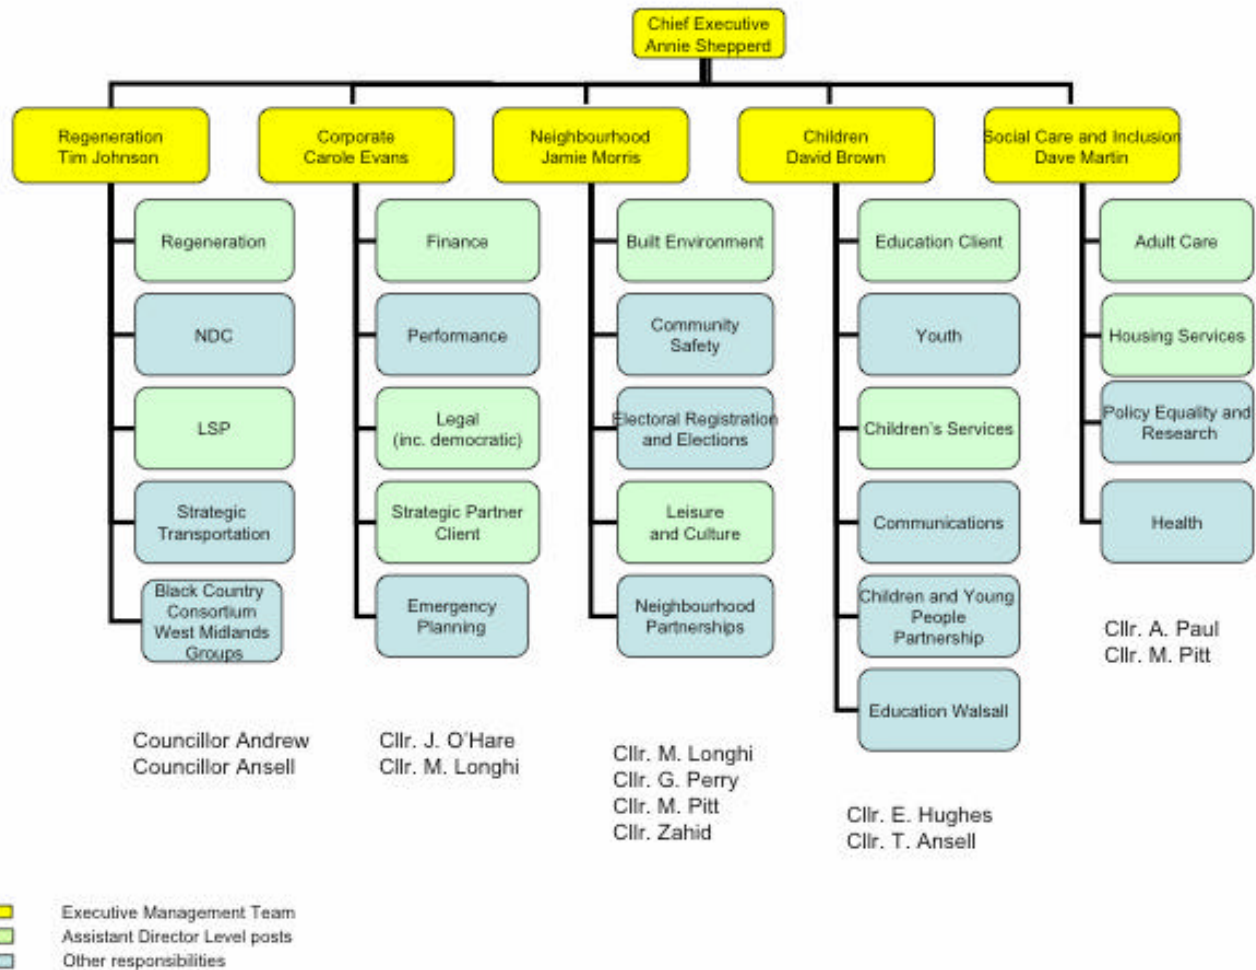 Chief Executive
Annie Shepperd
Regeneration
Tim Johnson
Corporate
Carole Evans
Neighbourhood
Jamie Morris
Children
David Brown
Social Care and Inclusion
Dave Martin
Regeneration
NDC
LSP
Strategic
Transportation
Black Country
Consortium
West Midlands
Groups
Councillor Andrew
Councillor Ansell
Finance
Performance
Legal
(inc. democratic)
Strategic Partner
Client
Emergency
Planning
Cllr. J. O'Hare
Cllr. M. Longhi
Built Environment
Community
Safety
Electoral Registration
and Elections
Leisure
and Culture
Neighbourhood
Partnerships
Cllr. M. Longhi
Cllr. G. Perry
Cllr. M. Pitt
Cllr. Zahid
Education Client
Youth
Children's Services
Communications
Children and Young
People
Partnership
Education Walsall
Cllr. E. Hughes
Cllr. T. Ansell
Adult Care
Housing Services
Policy Equality and
Research
Health
Cllr. A. Paul
Cllr. M. Pitt
Executive Management Team
Assistant Director Level posts
Other responsibilities